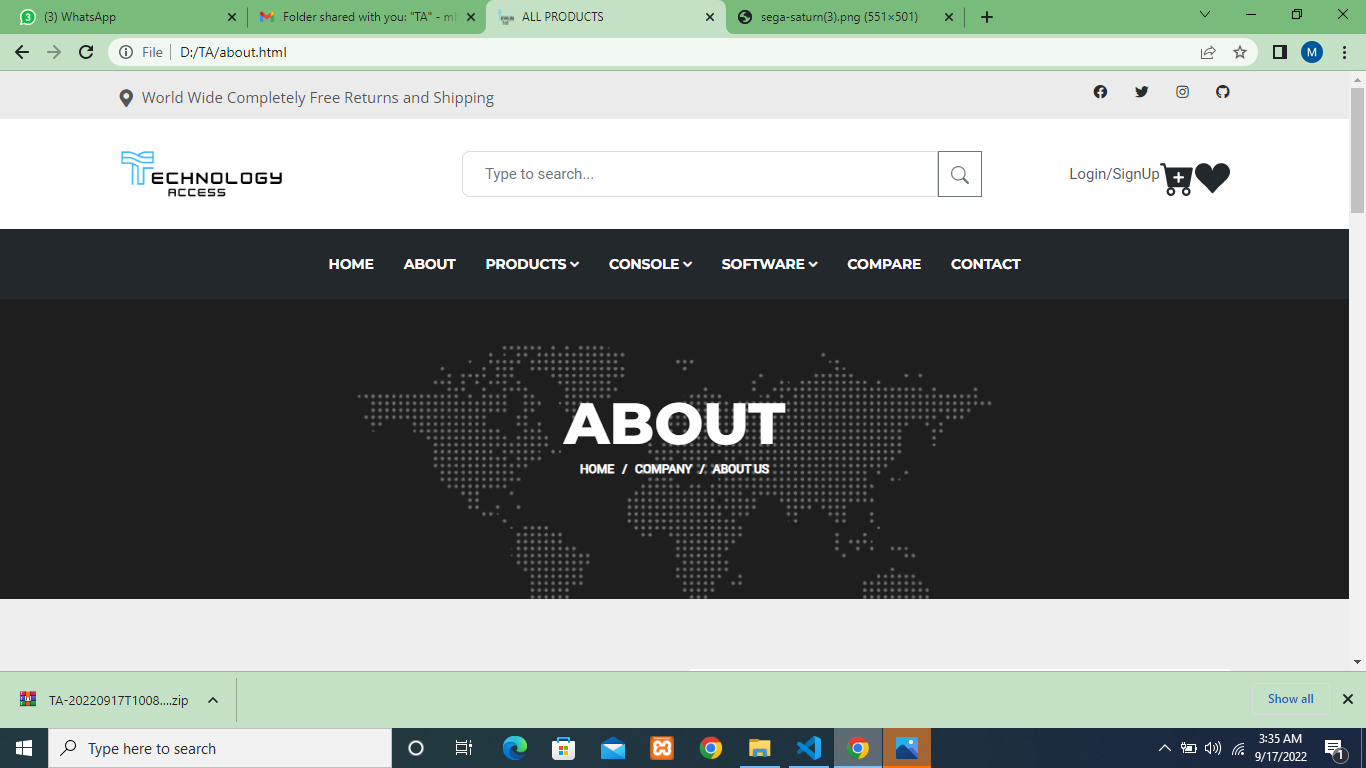 (3) WhatsApp
Folder shared with you: "TA" - m
ALL PRODUCTS
sega-saturn(3).png (551×501)
File
D:/TA/about.html
M
World Wide Completely Free Returns and Shipping
TECHNOLOGY
ACCESS
Type to search...
Login/SignUp
HOME ABOUT PRODUCTS CONSOLE SOFTWARE COMPARE CONTACT
ABOUT
HOME / COMPANY / ABOUT US
TA-20220917T1008....zip
Show all
Type here to search
3:35 AM
9/17/2022
1